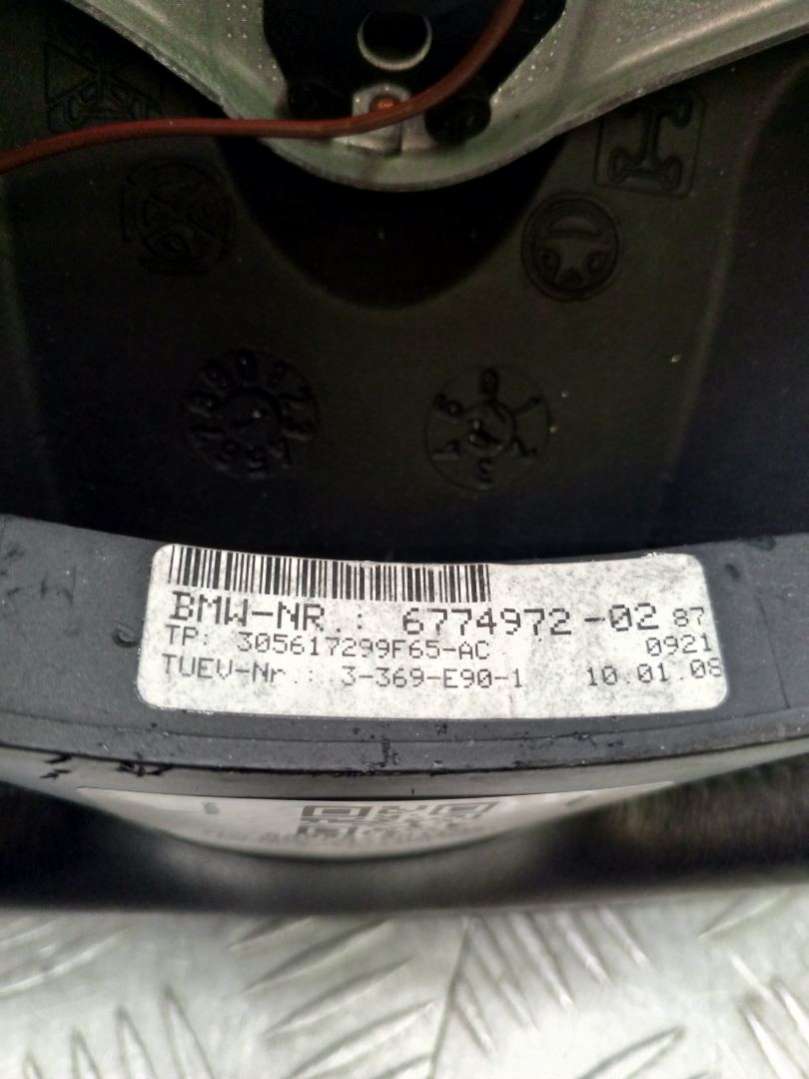 BMW-NR.: 6774972-02 87
TP: 305617299F65-AC 0921
TUEV-Nr.: 3-369-E90-1 10.01.08